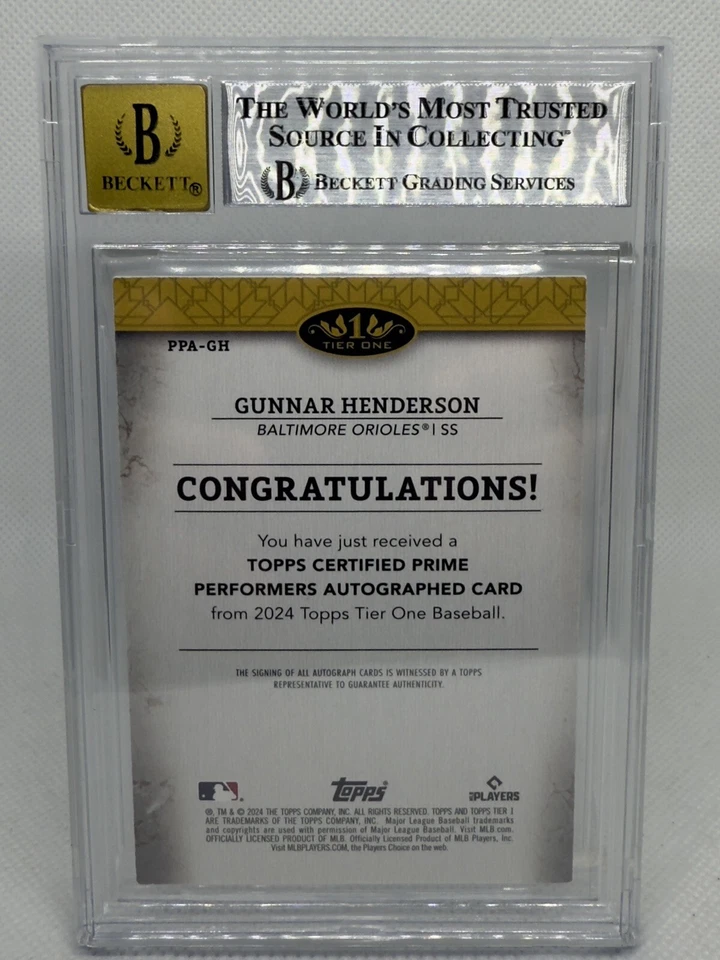 THE WORLD'S MOST TRUSTED
SOURCE IN COLLECTING®
B BECKETT GRADING SERVICES
B
BECKETT®
1
TIER ONE
PPA-GH
GUNNAR HENDERSON
BALTIMORE ORIOLES® | SS
CONGRATULATIONS!
You have just received a
TOPPS CERTIFIED PRIME
PERFORMERS AUTOGRAPHED CARD
from 2024 Topps Tier One Baseball.
THE SIGNING OF ALL AUTOGRAPH CARDS IS WITNESSED BY A TOPPS
REPRESENTATIVE TO GUARANTEE AUTHENTICITY.
topps
PLAYERS
®, TM & © 2024 THE TOPPS COMPANY, INC. ALL RIGHTS RESERVED. TOPPS AND TOPPS TIER 1
ARE TRADEMARKS OF THE TOPPS COMPANY, INC. Major League Baseball trademarks
and copyrights are used with permission of Major League Baseball. Visit MLB.com.
OFFICIALLY LICENSED PRODUCT OF MLB. Officially Licensed Product of MLB Players, Inc.
Visit MLBPLAYERS.COM, the Players Choice on the web.